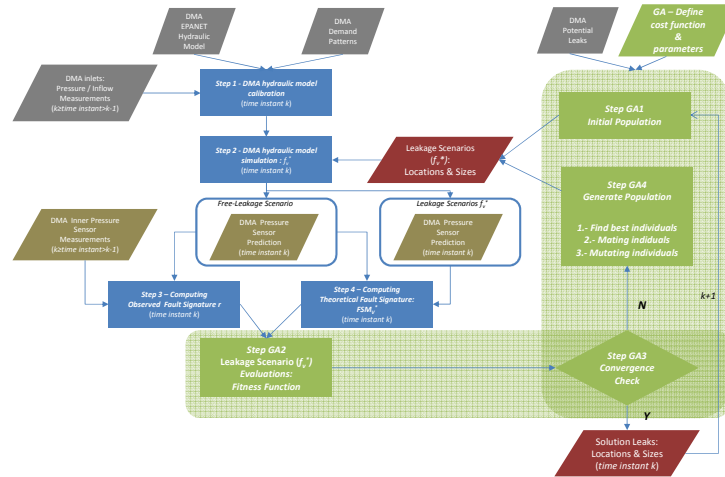 DMA
EPANET
Hydraulic
Model
DMA
Demand
Patterns
DMA
Potential
Leaks
GA – Define
cost function
&
parameters
DMA inlets:
Pressure / Inflow
Measurements
(k≥time instant>k-1)
Step 1 - DMA hydraulic model
calibration
(time instant k)
Step GA1
Initial Population
Step 2 - DMA hydraulic model
simulation : fᵥ*
(time instant k)
Leakage Scenarios
(fᵥ*):
Locations & Sizes
Step GA4
Generate Population
1.- Find best individuals
2.- Mating indiduals
3.- Mutating individuals
Free-Leakage Scenario
Leakage Scenarios fᵥ*
DMA Inner Pressure
Sensor
Measurements
(k≥time instant>k-1)
DMA Pressure
Sensor
Prediction
(time instant k)
DMA Pressure
Sensor
Prediction
(time instant k)
Step 3 – Computing
Observed Fault Signature r
(time instant k)
Step 4 – Computing
Theoretical Fault Signature:
FSMᵥ*
(time instant k)
k+1
N
Step GA2
Leakage Scenario (fᵥ*)
Evaluations:
Fitness Function
Step GA3
Convergence
Check
Y
Solution Leaks:
Locations & Sizes
(time instant k)